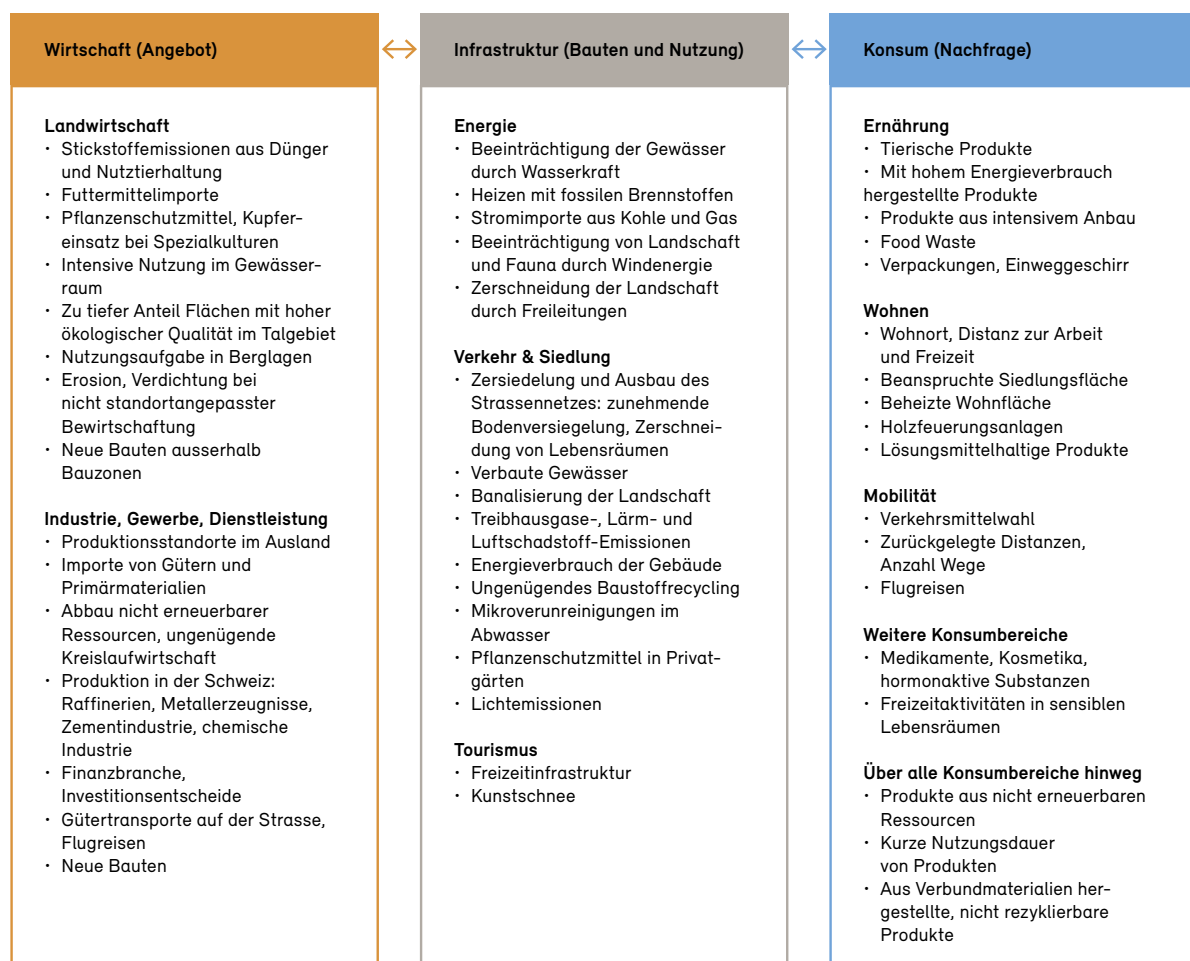 Wirtschaft (Angebot)
Landwirtschaft
· Stickstoffemissionen aus Dünger
und Nutztierhaltung
· Futtermittelimporte
· Pflanzenschutzmittel, Kupfer-
einsatz bei Spezialkulturen
· Intensive Nutzung im Gewässer-
raum
· Zu tiefer Anteil Flächen mit hoher
ökologischer Qualität im Talgebiet
· Nutzungsaufgabe in Berglagen
· Erosion, Verdichtung bei
nicht standortangepasster
Bewirtschaftung
· Neue Bauten ausserhalb
Bauzonen
Industrie, Gewerbe, Dienstleistung
· Produktionsstandorte im Ausland
· Importe von Gütern und
Primärmaterialien
· Abbau nicht erneuerbarer
Ressourcen, ungenügende
Kreislaufwirtschaft
· Produktion in der Schweiz:
Raffinerien, Metallerzeugnisse,
Zementindustrie, chemische
Industrie
· Finanzbranche,
Investitionsentscheide
· Gütertransporte auf der Strasse,
Flugreisen
· Neue Bauten
Infrastruktur (Bauten und Nutzung)
Energie
· Beeinträchtigung der Gewässer
durch Wasserkraft
· Heizen mit fossilen Brennstoffen
· Stromimporte aus Kohle und Gas
· Beeinträchtigung von Landschaft
und Fauna durch Windenergie
· Zerschneidung der Landschaft
durch Freileitungen
Verkehr & Siedlung
· Zersiedelung und Ausbau des
Strassennetzes: zunehmende
Bodenversiegelung, Zerschnei-
dung von Lebensräumen
· Verbaute Gewässer
· Banalisierung der Landschaft
· Treibhausgase-, Lärm- und
Luftschadstoff-Emissionen
· Energieverbrauch der Gebäude
· Ungenügendes Baustoffrecycling
· Mikroverunreinigungen im
Abwasser
· Pflanzenschutzmittel in Privat-
gärten
· Lichtemissionen
Tourismus
· Freizeitinfrastruktur
· Kunstschnee
Konsum (Nachfrage)
Ernährung
· Tierische Produkte
· Mit hohem Energieverbrauch
hergestellte Produkte
· Produkte aus intensivem Anbau
· Food Waste
· Verpackungen, Einweggeschirr
Wohnen
· Wohnort, Distanz zur Arbeit
und Freizeit
· Beanspruchte Siedlungsfläche
· Beheizte Wohnfläche
· Holzfeuerungsanlagen
· Lösungsmittelhaltige Produkte
Mobilität
· Verkehrsmittelwahl
· Zurückgelegte Distanzen,
Anzahl Wege
· Flugreisen
Weitere Konsumbereiche
· Medikamente, Kosmetika,
hormonaktive Substanzen
· Freizeitaktivitäten in sensiblen
Lebensräumen
Über alle Konsumbereiche hinweg
· Produkte aus nicht erneuerbaren
Ressourcen
· Kurze Nutzungsdauer
von Produkten
· Aus Verbundmaterialien her-
gestellte, nicht rezyklierbare
Produkte